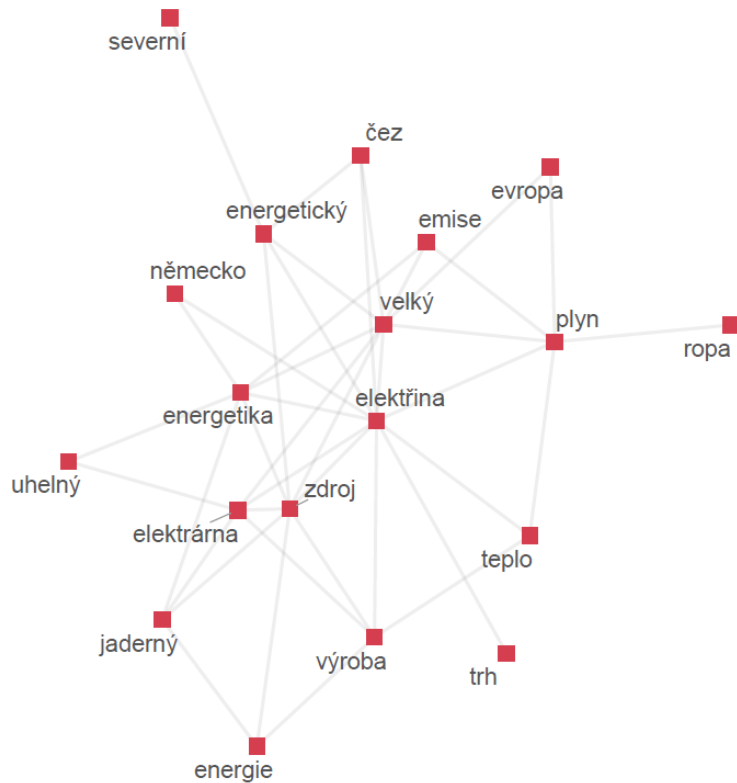 severní
čez
evropa
energetický
emise
německo
velký
plyn
ropa
energetika
elektřina
uhelný
zdroj
elektrárna
teplo
jaderný
výroba
trh
energie